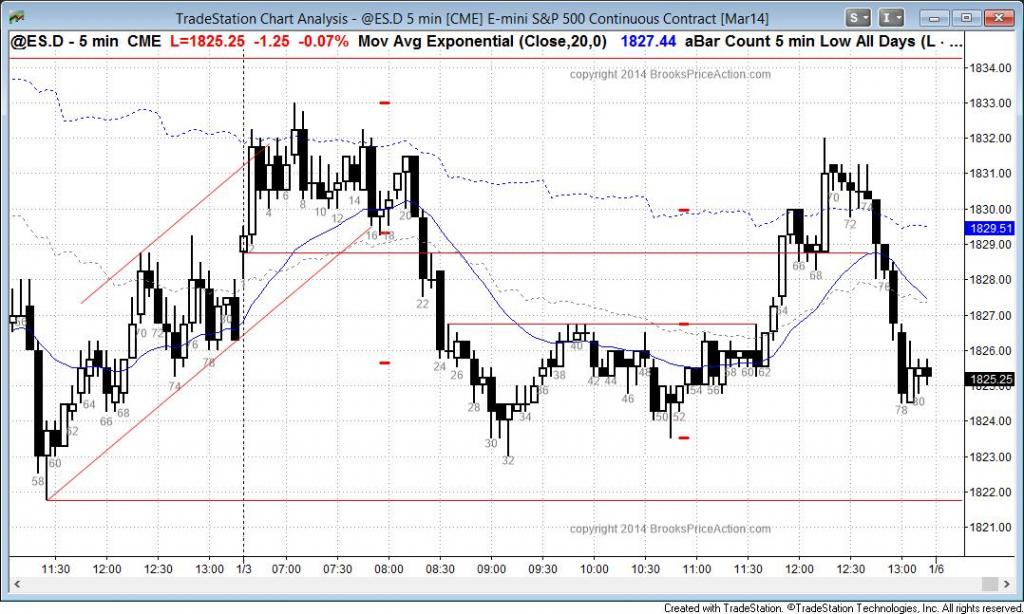 TradeStation Chart Analysis - @ES.D 5 min [CME] E-mini S&P 500 Continuous Contract [Mar14]
S I
@ES.D - 5 min CME L=1825.25 -1.25 -0.07% Mov Avg Exponential (Close,20,0) 1827.44 aBar Count 5 min Low All Days (L · ...
copyright 2014 BrooksPriceAction.com
1834.00
1833.00
1832.00
1831.00
1830.00
1829.51
1829.00
1828.00
1827.00
1826.00
1825.25
1824.00
1823.00
1822.00
1821.00
58 60 62 64 66 68 70 72 74 76 78 80
4 6 8 10 12 14 16 18 20 22 24 26 28 30 32 34 36 38 40 42 44 46 48 50 52 54 56 58 60 62 64 66 68 70 72 74 76 78 80
copyright 2014 BrooksPriceAction.com
11:30 12:00 12:30 13:00 1/3 07:00 07:30 08:00 08:30 09:00 09:30 10:00 10:30 11:00 11:30 12:00 12:30 13:00 1/6
Created with TradeStation. ©TradeStation Technologies, Inc. All rights reserved.